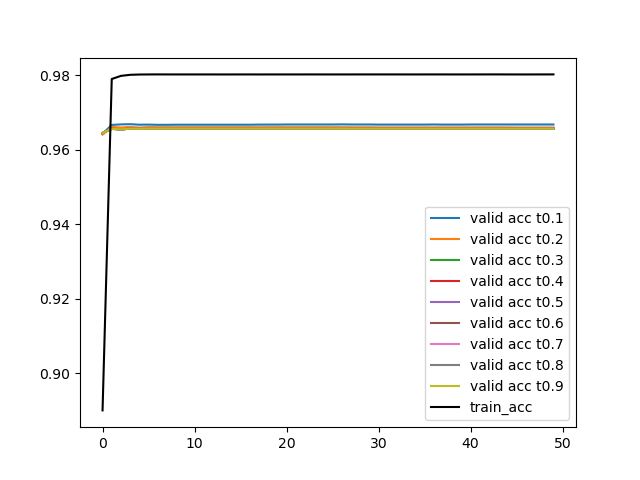 0.98
0.96
0.94
0.92
0.90
0
10
20
30
40
50
valid acc t0.1
valid acc t0.2
valid acc t0.3
valid acc t0.4
valid acc t0.5
valid acc t0.6
valid acc t0.7
valid acc t0.8
valid acc t0.9
train_acc